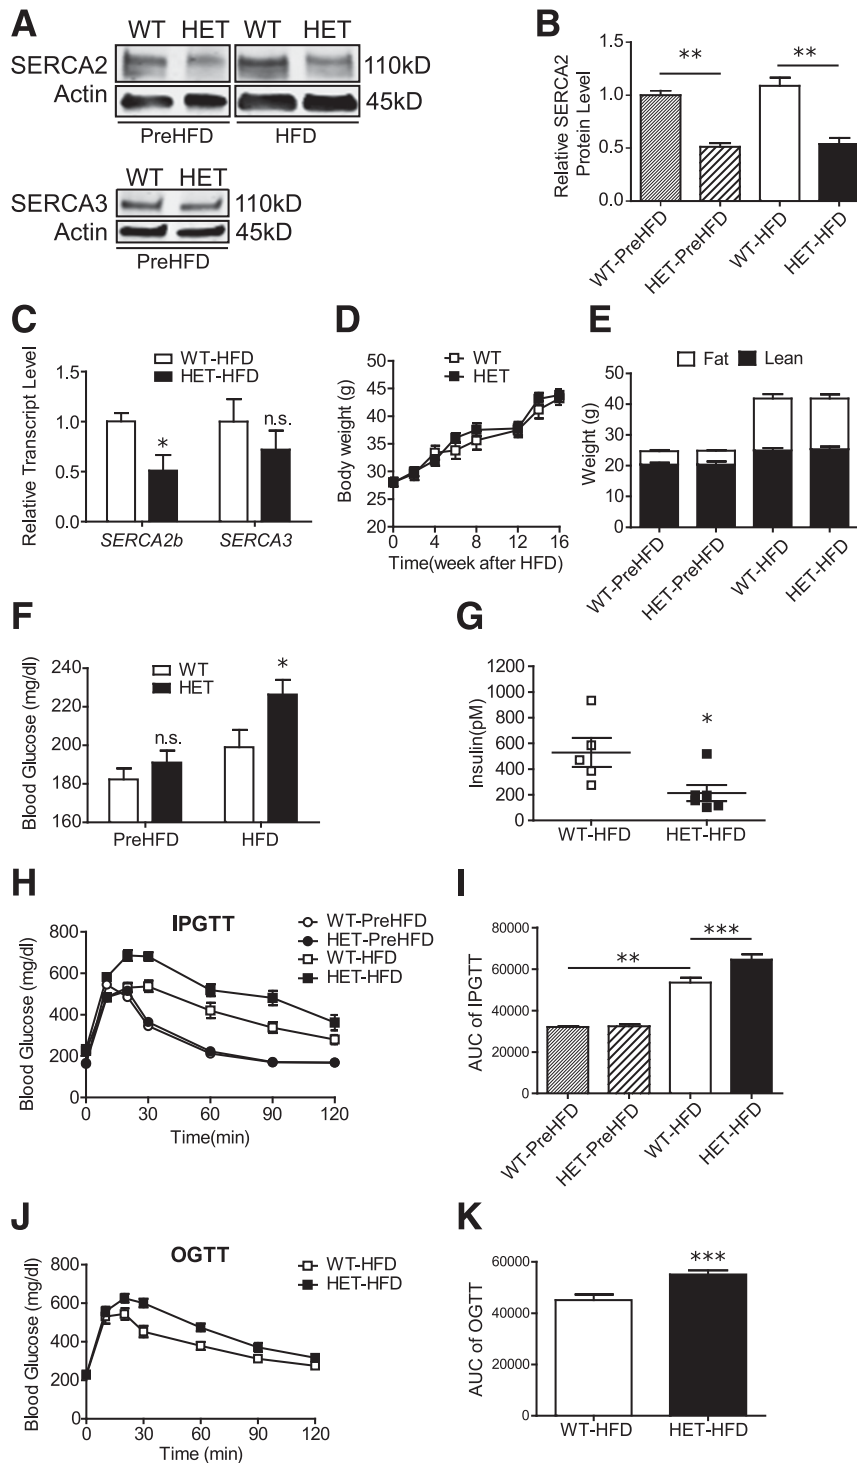 A
WT HET WT HET
SERCA2 110kD
Actin 45kD
PreHFD HFD
WT HET
SERCA3 110kD
Actin 45kD
PreHFD
B
Relative SERCA2
Protein Level
1.5
1.0
0.5
0.0
** **
WT-PreHFD
HET-PreHFD
WT-HFD
HET-HFD
C
Relative Transcript Level
WT-HFD
HET-HFD
1.5
1.0
0.5
0.0
*
n.s.
SERCA2b SERCA3
D
Body weight (g)
WT
HET
50
45
40
35
30
25
20
0 4 8 12 16
Time(week after HFD)
E
Fat Lean
Weight (g)
50
40
30
20
10
0
WT-PreHFD
HET-PreHFD
WT-HFD
HET-HFD
F
Blood Glucose (mg/dl)
WT
HET
240
220
200
180
160
n.s.
*
PreHFD HFD
G
Insulin(pM)
1200
1000
800
600
400
200
0
*
WT-HFD HET-HFD
H
IPGTT
WT-PreHFD
HET-PreHFD
WT-HFD
HET-HFD
Blood Glucose (mg/dl)
800
600
400
200
0
0 30 60 90 120
Time(min)
I
AUC of IPGTT
80000
60000
40000
20000
0
** ***
WT-PreHFD
HET-PreHFD
WT-HFD
HET-HFD
J
OGTT
WT-HFD
HET-HFD
Blood Glucose (mg/dl)
800
600
400
200
0
0 30 60 90 120
Time (min)
K
AUC of OGTT
60000
40000
20000
0
***
WT-HFD HET-HFD